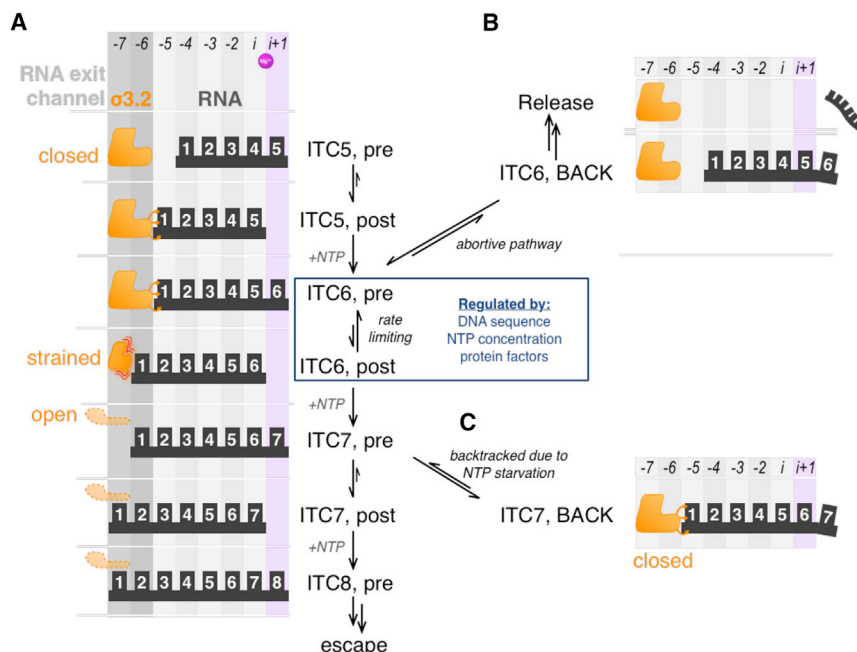 A
-7 -6 -5 -4 -3 -2 i i+1
Mg²⁺
RNA exit
channel
σ3.2
RNA
closed
1 2 3 4 5
ITC5, pre
1 2 3 4 5
ITC5, post
+NTP
1 2 3 4 5 6
ITC6, pre
rate
limiting
strained
1 2 3 4 5 6
ITC6, post
+NTP
open
1 2 3 4 5 6 7
ITC7, pre
1 2 3 4 5 6 7
ITC7, post
+NTP
1 2 3 4 5 6 7 8
ITC8, pre
escape
Regulated by:
DNA sequence
NTP concentration
protein factors
B
-7 -6 -5 -4 -3 -2 i i+1
Release
ITC6, BACK
1 2 3 4 5 6
abortive pathway
C
backtracked due to
NTP starvation
-7 -6 -5 -4 -3 -2 i i+1
ITC7, BACK
1 2 3 4 5 6 7
closed